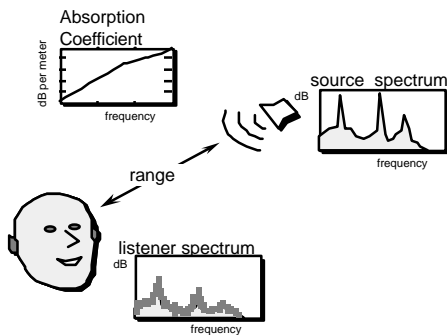 Absorption
Coefficient
dB per meter
frequency
source spectrum
dB
frequency
range
listener spectrum
dB
frequency